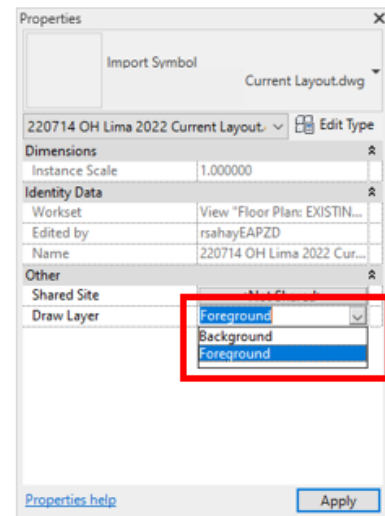 Properties
Import Symbol
Current Layout.dwg
220714 OH Lima 2022 Current Layout. Edit Type
Dimensions
Instance Scale 1.000000
Identity Data
Workset View "Floor Plan: EXISTIN...
Edited by rsahayEAPZD
Name 220714 OH Lima 2022 Cur...
Other
Shared Site
Draw Layer Foreground
Background
Foreground
Properties help Apply